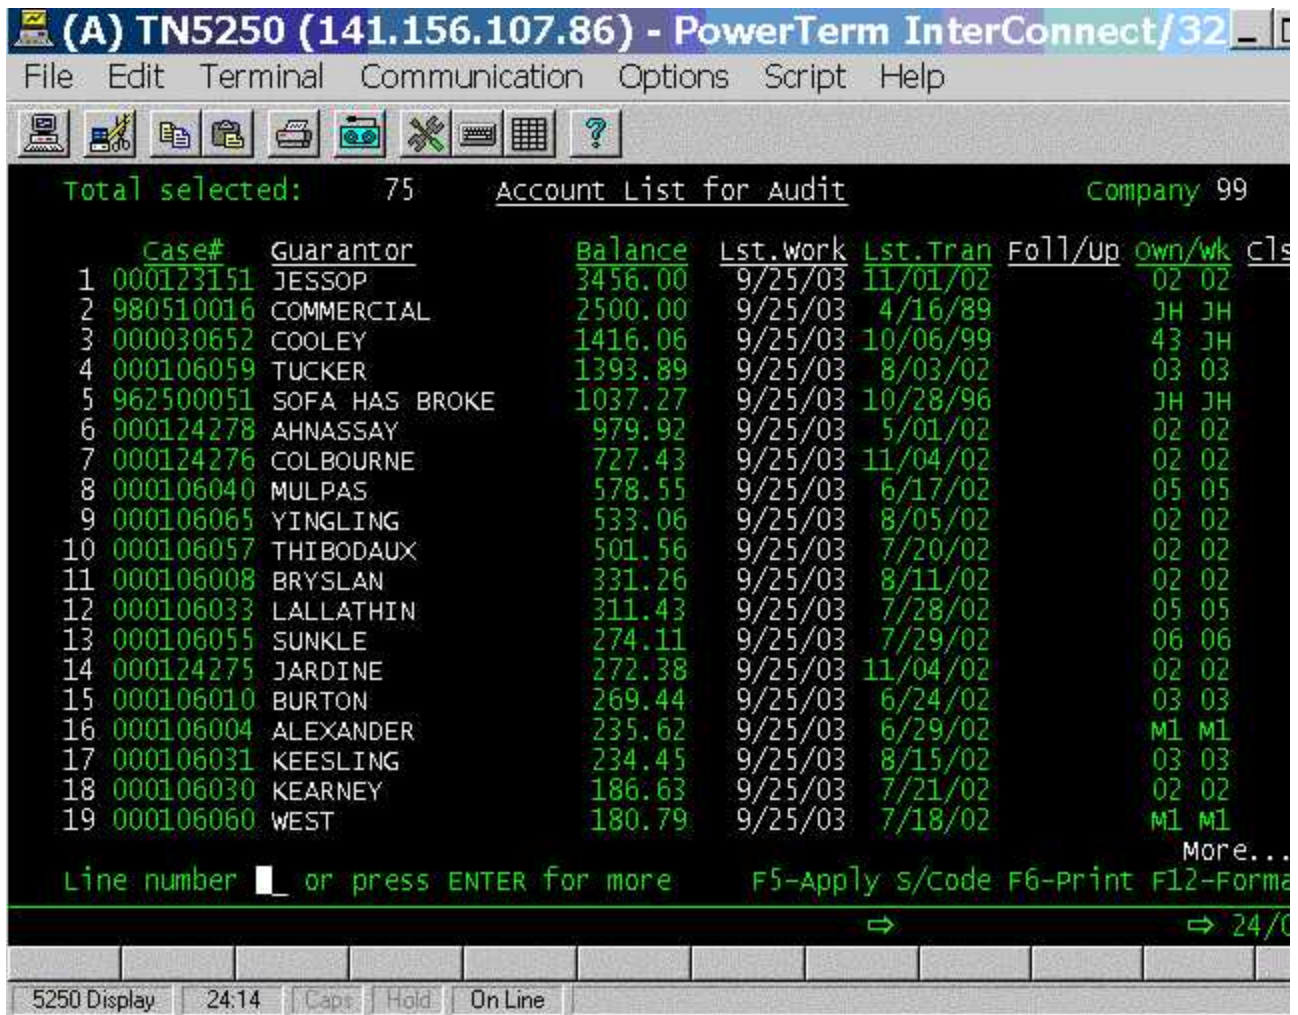 (A) TN5250 (141.156.107.86) - PowerTerm InterConnect/32
File Edit Terminal Communication Options Script Help
Total selected: 75 Account List for Audit Company 99
Case# Guarantor Balance Lst.Work Lst.Tran Foll/Up Own/Wk Cls
1 000123151 JESSOP 3456.00 9/25/03 11/01/02 02 02
2 980510016 COMMERCIAL 2500.00 9/25/03 4/16/89 JH JH
3 000030652 COOLEY 1416.06 9/25/03 10/06/99 43 JH
4 000106059 TUCKER 1393.89 9/25/03 8/03/02 03 03
5 962500051 SOFA HAS BROKE 1037.27 9/25/03 10/28/96 JH JH
6 000124278 AHNASSAY 979.92 9/25/03 5/01/02 02 02
7 000124276 COLBOURNE 727.43 9/25/03 11/04/02 02 02
8 000106040 MULPAS 578.55 9/25/03 6/17/02 05 05
9 000106065 YINGLING 533.06 9/25/03 8/05/02 02 02
10 000106057 THIBODAUX 501.56 9/25/03 7/20/02 02 02
11 000106008 BRYSLAN 331.26 9/25/03 8/11/02 02 02
12 000106033 LALLATHIN 311.43 9/25/03 7/28/02 05 05
13 000106055 SUNKLE 274.11 9/25/03 7/29/02 06 06
14 000124275 JARDINE 272.38 9/25/03 11/04/02 02 02
15 000106010 BURTON 269.44 9/25/03 6/24/02 03 03
16 000106004 ALEXANDER 235.62 9/25/03 6/29/02 M1 M1
17 000106031 KEESLING 234.45 9/25/03 8/15/02 03 03
18 000106030 KEARNEY 186.63 9/25/03 7/21/02 02 02
19 000106060 WEST 180.79 9/25/03 7/18/02 M1 M1
More...
Line number _ or press ENTER for more F5-Apply S/Code F6-Print F12-Forma
⇨ ⇨ 24/0
5250 Display 24:14 Caps Hold On Line